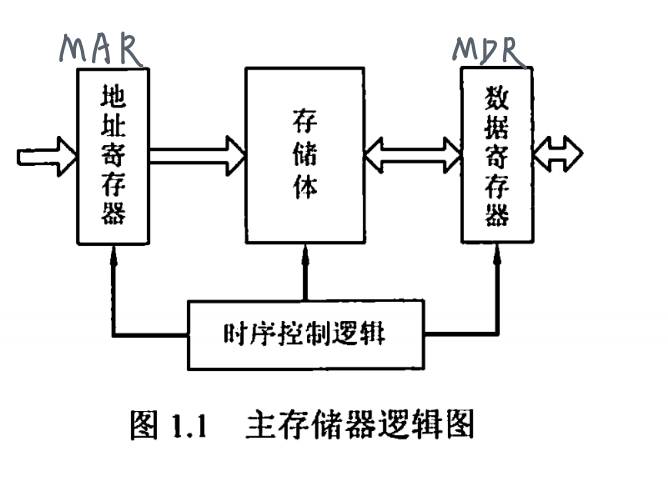 MAR
MDR
地址寄存器
存储体
数据寄存器
时序控制逻辑
图 1.1 主存储器逻辑图